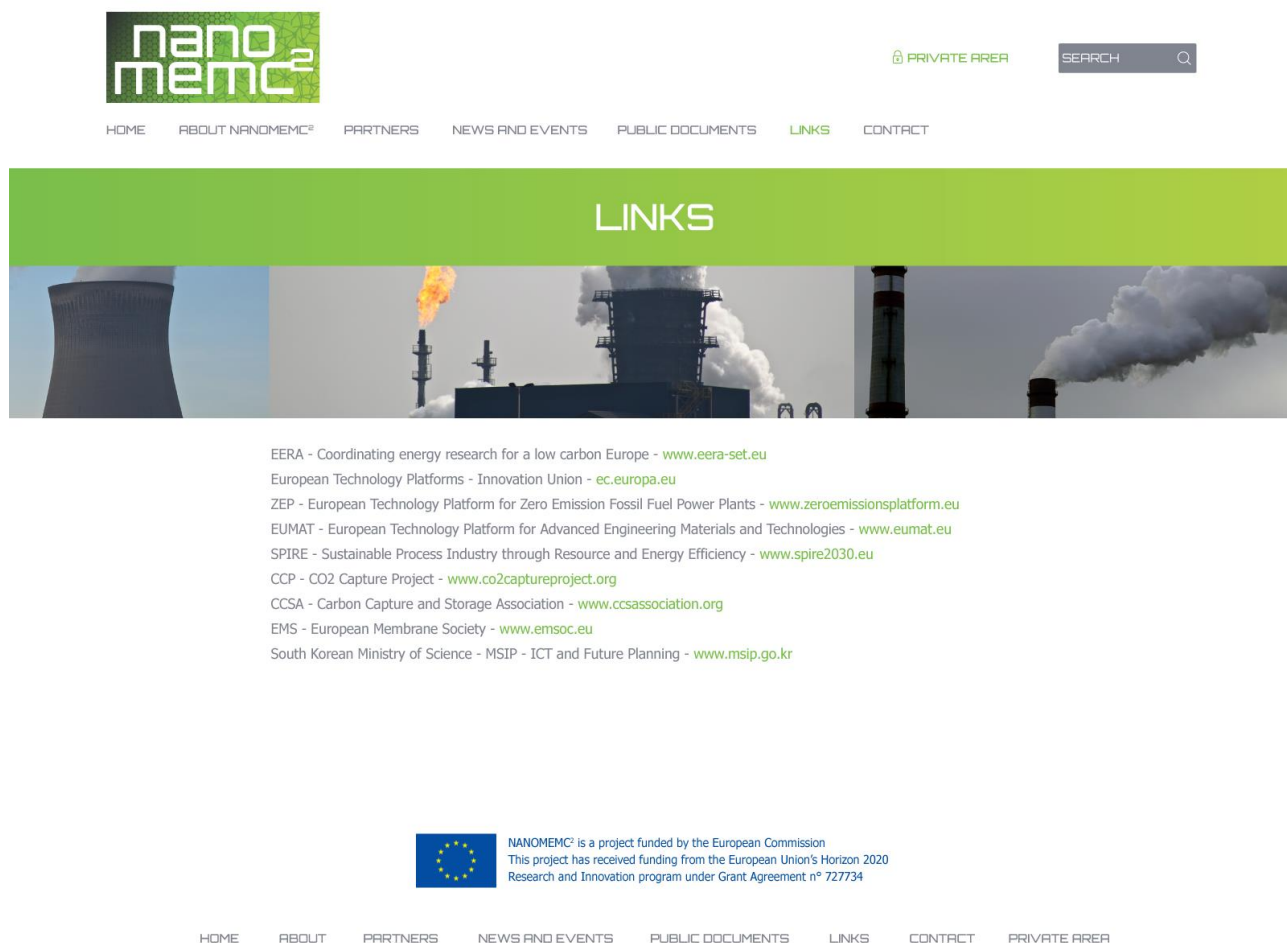 nano
memc²
PRIVATE AREA
SEARCH
HOME ABOUT NANOMEMC² PARTNERS NEWS AND EVENTS PUBLIC DOCUMENTS LINKS CONTACT
LINKS
EERA - Coordinating energy research for a low carbon Europe - www.eera-set.eu
European Technology Platforms - Innovation Union - ec.europa.eu
ZEP - European Technology Platform for Zero Emission Fossil Fuel Power Plants - www.zeroemissionsplatform.eu
EUMAT - European Technology Platform for Advanced Engineering Materials and Technologies - www.eumat.eu
SPIRE - Sustainable Process Industry through Resource and Energy Efficiency - www.spire2030.eu
CCP - CO2 Capture Project - www.co2captureproject.org
CCSA - Carbon Capture and Storage Association - www.ccsassociation.org
EMS - European Membrane Society - www.emsoc.eu
South Korean Ministry of Science - MSIP - ICT and Future Planning - www.msip.go.kr
NANOMEMC² is a project funded by the European Commission
This project has received funding from the European Union's Horizon 2020
Research and Innovation program under Grant Agreement n° 727734
HOME ABOUT PARTNERS NEWS AND EVENTS PUBLIC DOCUMENTS LINKS CONTACT PRIVATE AREA